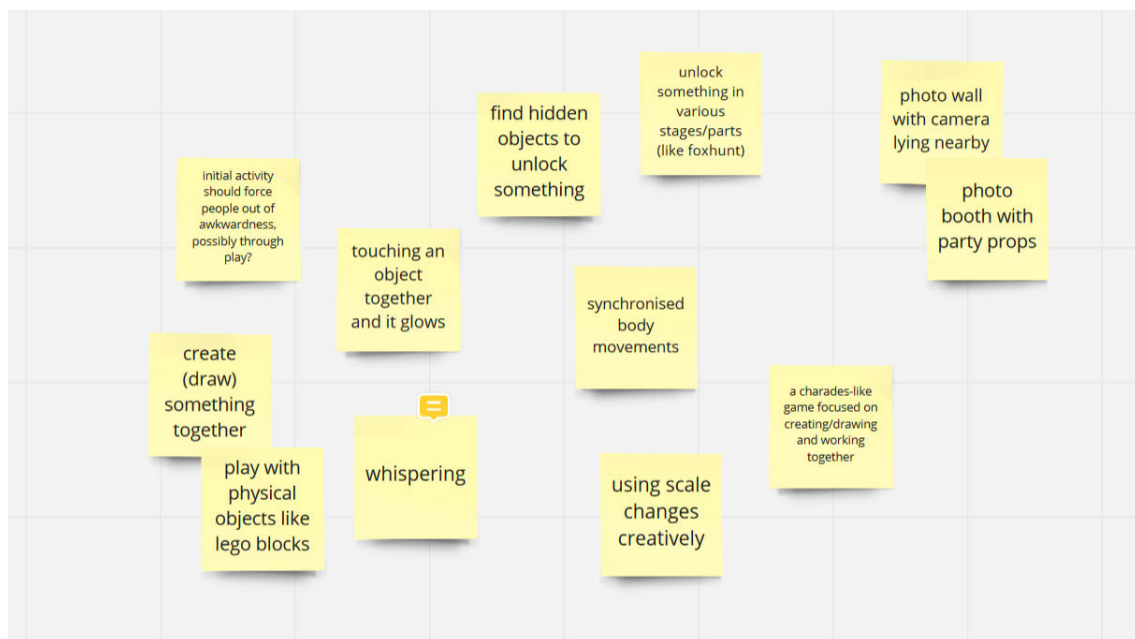 unlock
something in
various
stages/parts
(like foxhunt)
photo wall
with camera
lying nearby
find hidden
objects to
unlock
something
photo
booth with
party props
initial activity
should force
people out of
awkwardness,
possibly through
play?
touching an
object
together
and it glows
synchronised
body
movements
create
(draw)
something
together
a charades-like
game focused on
creating/drawing
and working
together
whispering
play with
physical
objects like
lego blocks
using scale
changes
creatively